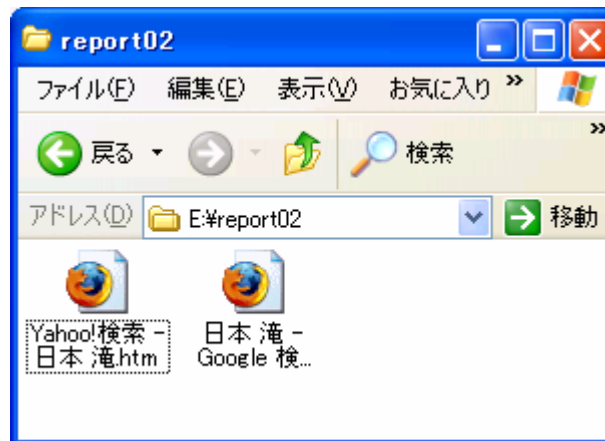 report02
ファイル(F) 編集(E) 表示(V) お気に入り »
戻る 検索 »
アドレス(D) E:¥report02 移動
Yahoo!検索 -
日本 滝.htm
日本 滝 -
Google 検...